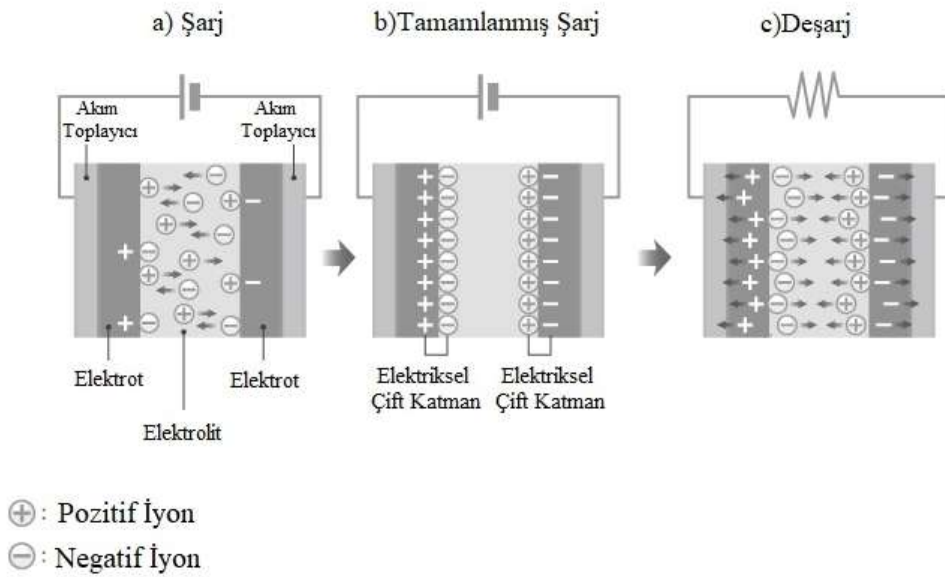 a) Şarj
b)Tamamlanmış Şarj
c)Deşarj
Akım
Toplayıcı
Akım
Toplayıcı
Elektrot
Elektrot
Elektrolit
Elektriksel
Çift Katman
Elektriksel
Çift Katman
: Pozitif İyon
: Negatif İyon